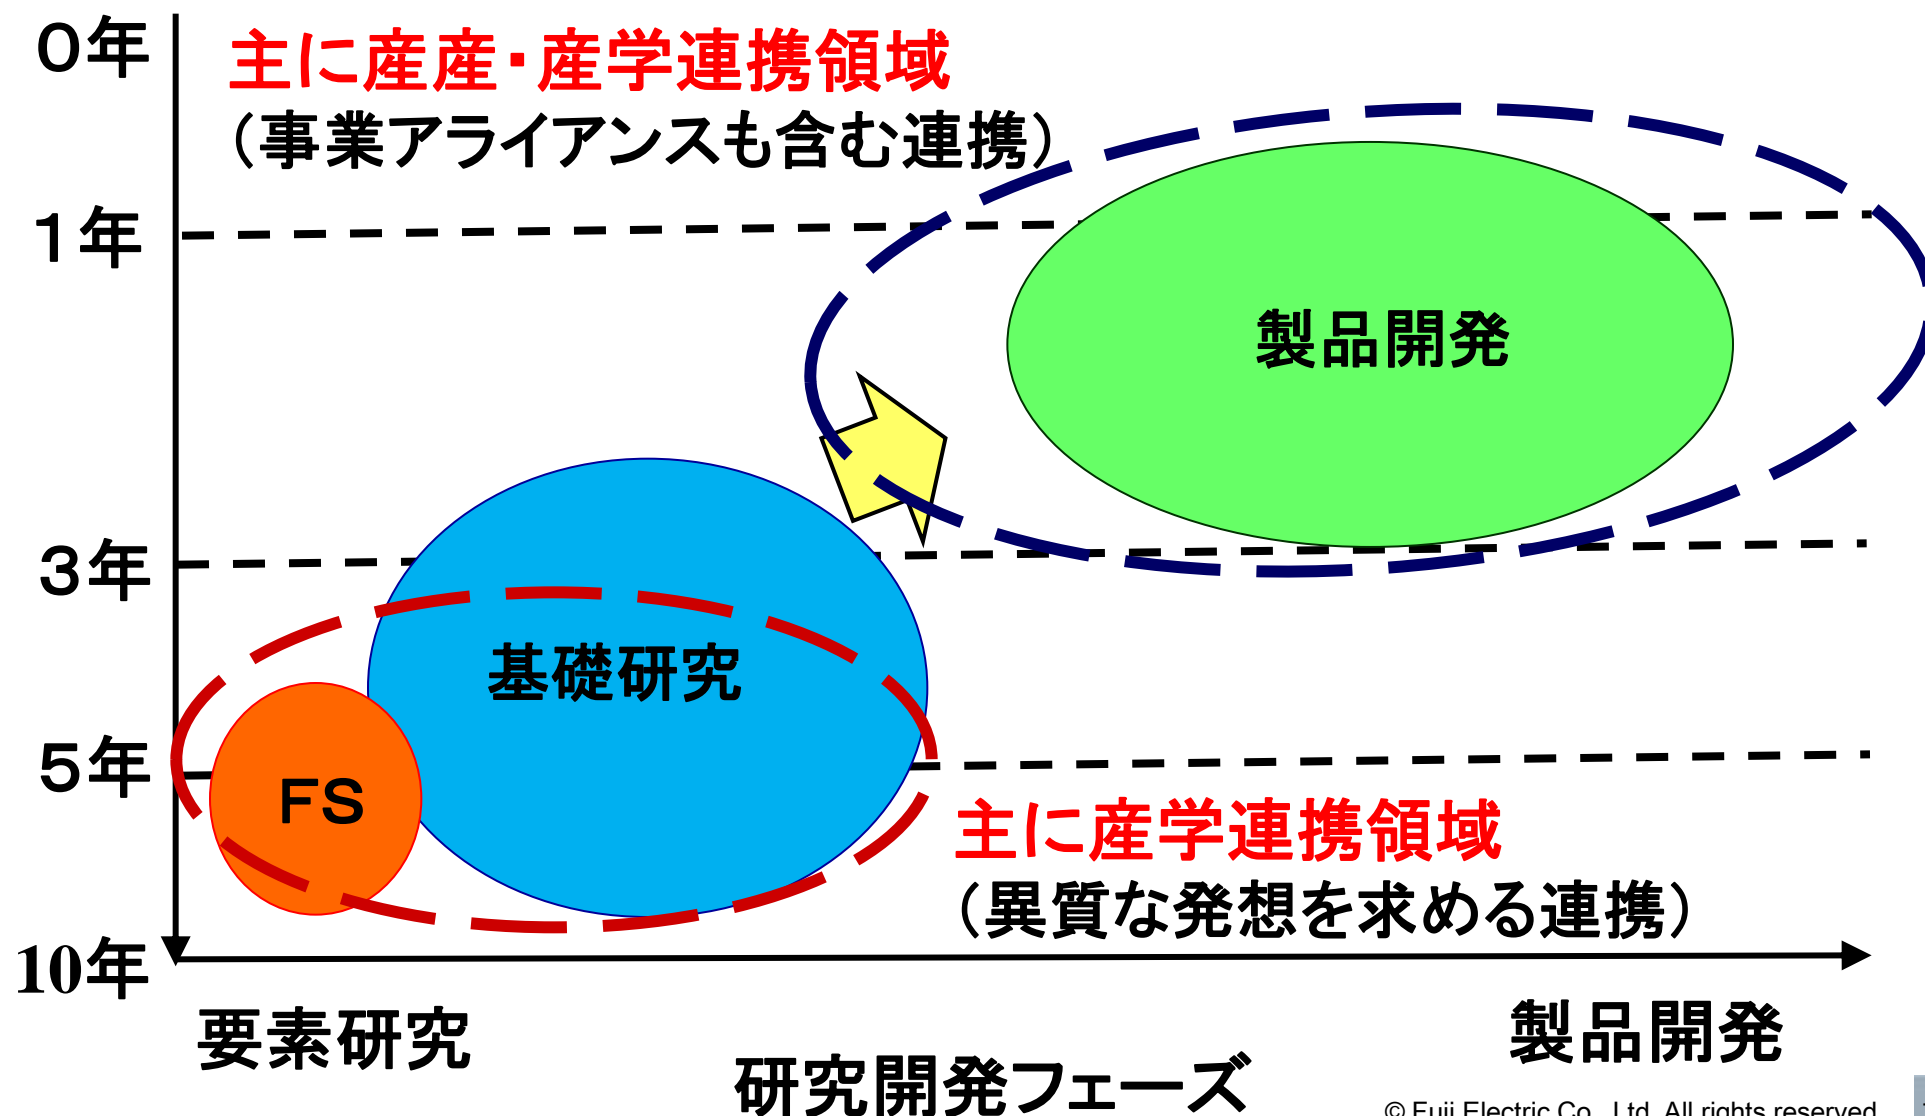 ０年
主に産産・産学連携領域
（事業アライアンスも含む連携）
１年
製品開発
３年
基礎研究
５年
ＦＳ
主に産学連携領域
（異質な発想を求める連携）
10年
要素研究
製品開発
研究開発フェーズ
© Fuji Electric Co., Ltd. All rights reserved.